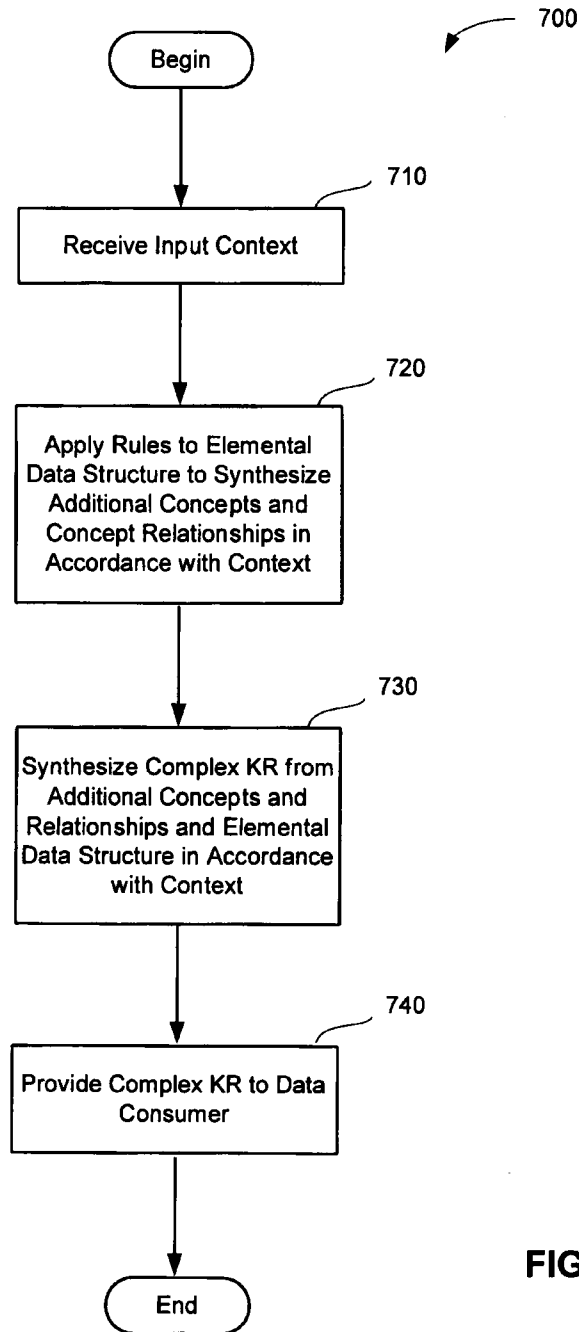 700
Begin
710
Receive Input Context
720
Apply Rules to Elemental
Data Structure to Synthesize
Additional Concepts and
Concept Relationships in
Accordance with Context
730
Synthesize Complex KR from
Additional Concepts and
Relationships and Elemental
Data Structure in Accordance
with Context
740
Provide Complex KR to Data
Consumer
End
FIG